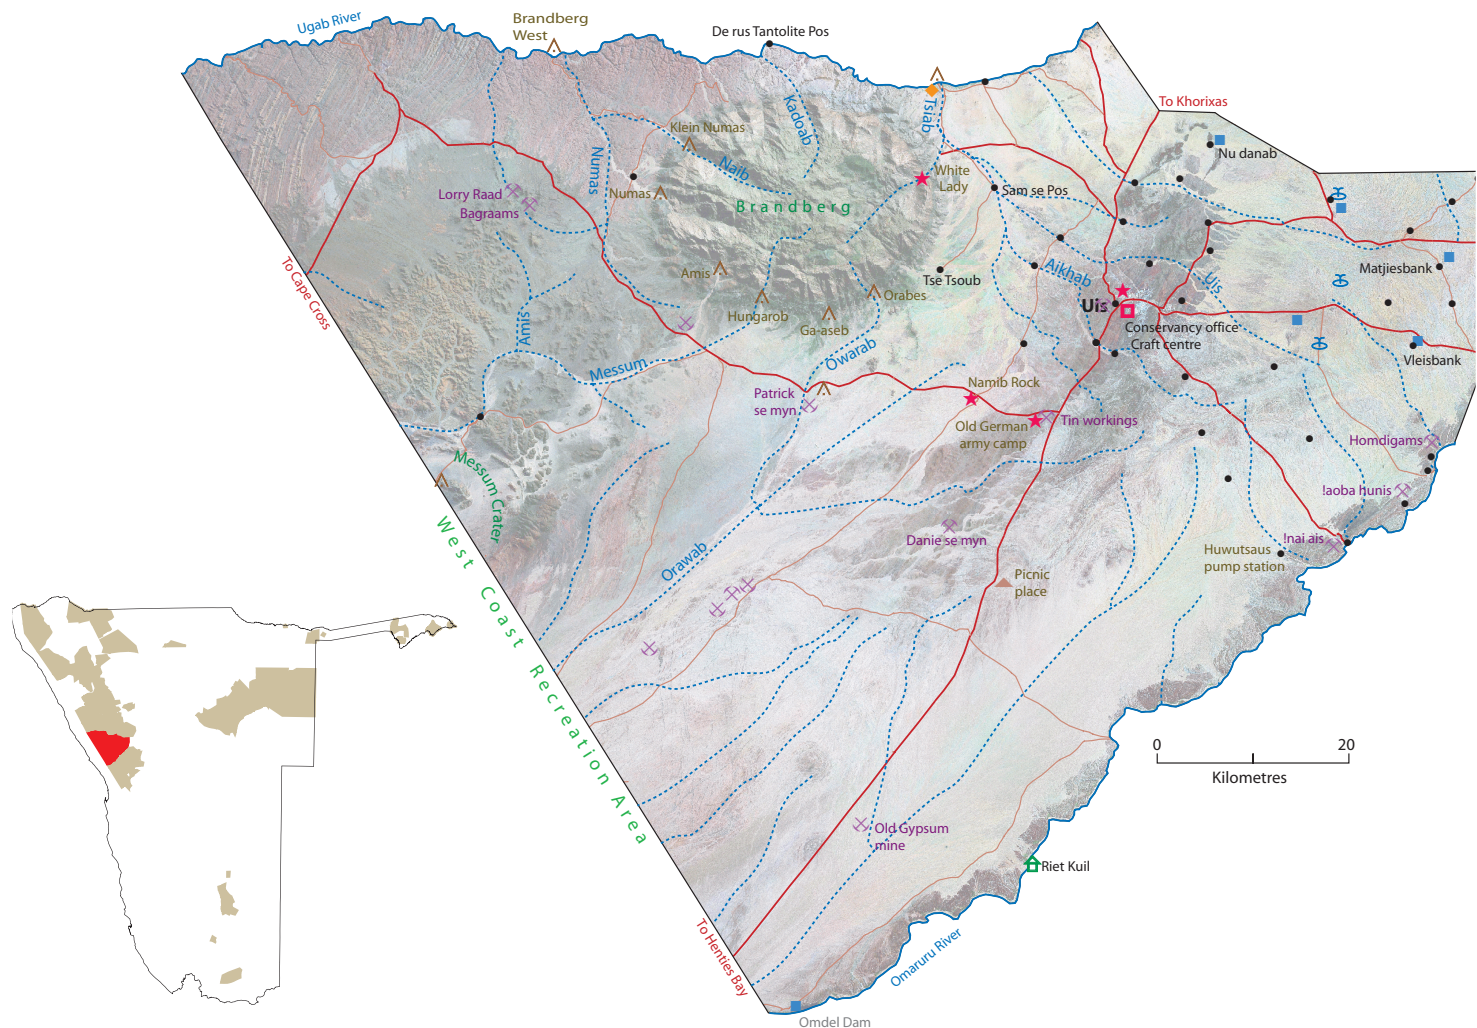 Ugab River
Brandberg
West
De rus Tantolite Pos
To Khorixas
Tsiab
Kadoab
Klein Numas
Naib
Numas
Numas
White
Lady
Nu danab
Sam se Pos
Lorry Raad
Bagraams
Brandberg
To Cape Cross
Amis
Tsé Tsoub
Aikhab
Uis
Matjiesbank
Hungarob
Orabes
Ga-aseb
Uis
Conservancy office
Craft centre
Amis
Messum
Owarab
Vleisbank
Patrick
se myn
Namib Rock
Old German
army camp
Tin workings
Homdigams
Messum Crater
!aoba hunis
West Coast Recreation Area
Danie se myn
!nai ais
Huwutsaus
pump station
Orawab
Picnic
place
0
20
Kilometres
Old Gypsum
mine
Riet Kuil
To Henties Bay
Omaruru River
Omdel Dam